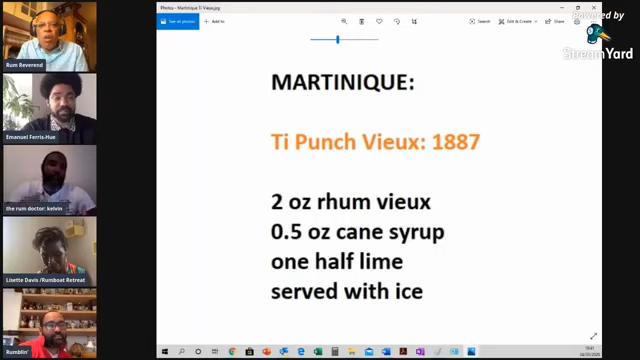 Photos - Martinique Ti Vieux.jpg
See all photos
Add to
Search
Edit & Create
Share
Powered by
StreamYard
MARTINIQUE:
Ti Punch Vieux: 1887
2 oz rhum vieux
0.5 oz cane syrup
one half lime
served with ice
Rum Reverend
Emanuel Ferris-Hue
the rum doctor: kelvin
Lisette Davis /Rumboat Retreat
Rumblin'